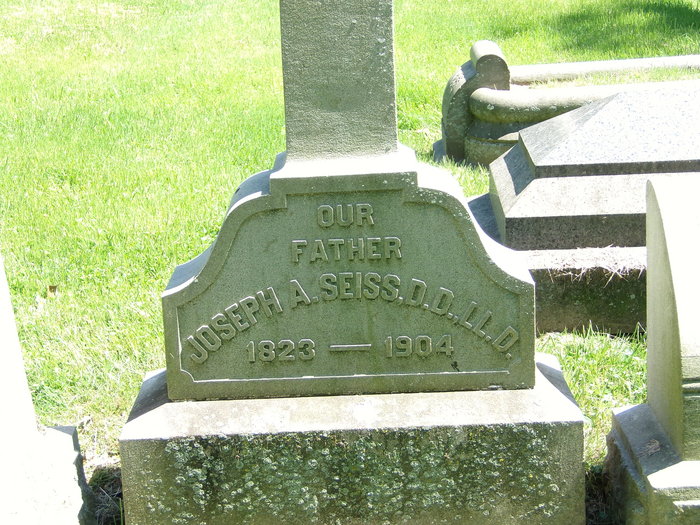 OUR
FATHER
JOSEPH A. SEISS. D. D. LL. D.
1823 — 1904